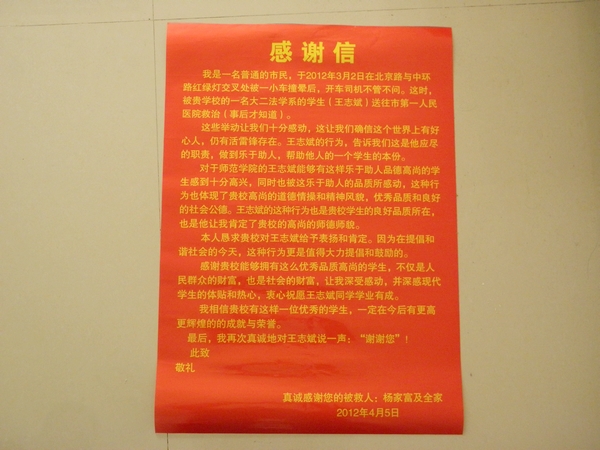 感谢信
我是一名普通的市民，于2012年3月2日在北京路与中环
路红绿灯交叉处被一小车撞晕后，开车司机不管不问。这时，
被贵学校的一名大二法学系的学生（王志斌）送往市第一人民
医院救治（事后才知道）。
这些举动让我们十分感动，这让我们确信这个世界上有好
心人，仍有活雷锋存在。王志斌的行为，告诉我们这是他应尽
的职责，做到乐于助人，帮助他人的一个学生的本份。
对于师范学院的王志斌能够有这样乐于助人品德高尚的学
生感到十分高兴，同时也被这乐于助人的品质所感动，这种行
为也体现了贵校高尚的道德情操和精神风貌，优秀品质和良好
的社会公德。王志斌的这种行为也是贵校学生的良好品质所在，
也是他让我肯定了贵校的高尚的师德师貌。
本人恳求贵校对王志斌给予表扬和肯定。因为在提倡和
谐社会的今天，这种行为更是值得大力提倡和鼓励的。
感谢贵校能够拥有这么优秀品质高尚的学生，不仅是人
民群众的财富，也是社会的财富，让我深受感动，并深感现代
学生的体贴和热心，衷心祝愿王志斌同学学业有成。
我相信贵校有这样一位优秀的学生，一定在今后有更高
更辉煌的的成就与荣誉。
最后，我再次真诚地对王志斌说一声：“谢谢您”！
此致
敬礼
真诚感谢您的被救人：杨家富及全家
2012年4月5日